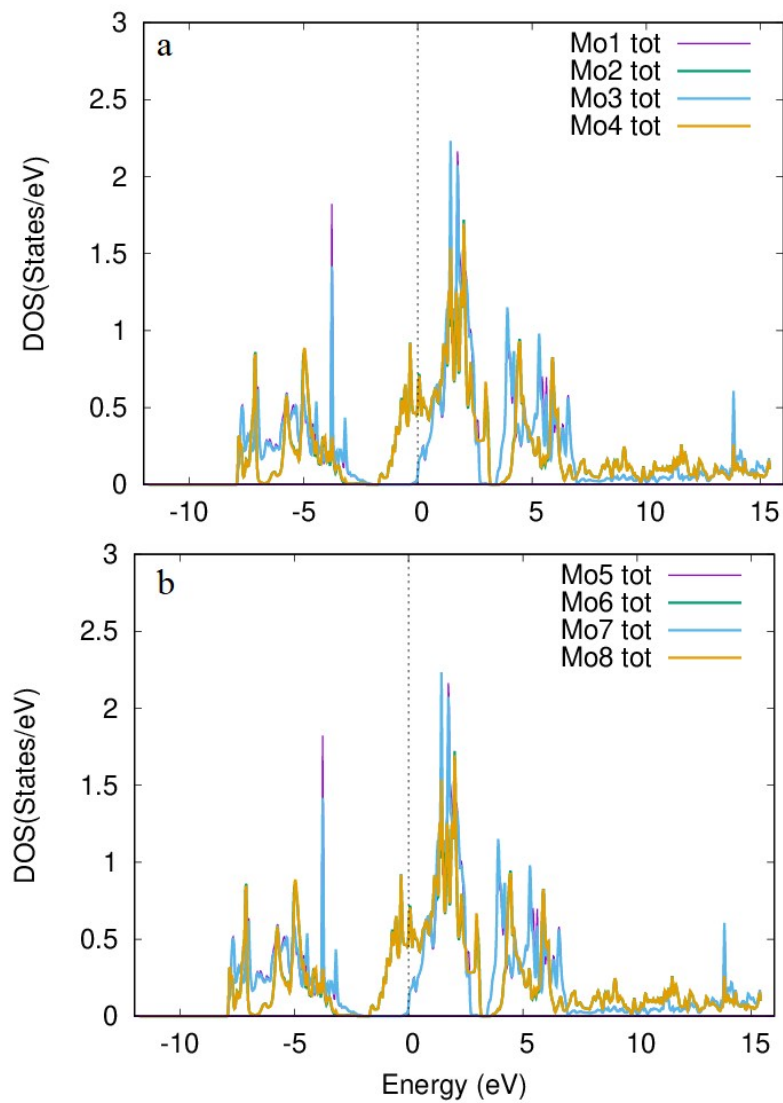 a
Mo1 tot
Mo2 tot
Mo3 tot
Mo4 tot
DOS(States/eV)
3
2.5
2
1.5
1
0.5
0
-10 -5 0 5 10 15
b
Mo5 tot
Mo6 tot
Mo7 tot
Mo8 tot
DOS(States/eV)
3
2.5
2
1.5
1
0.5
0
-10 -5 0 5 10 15
Energy (eV)